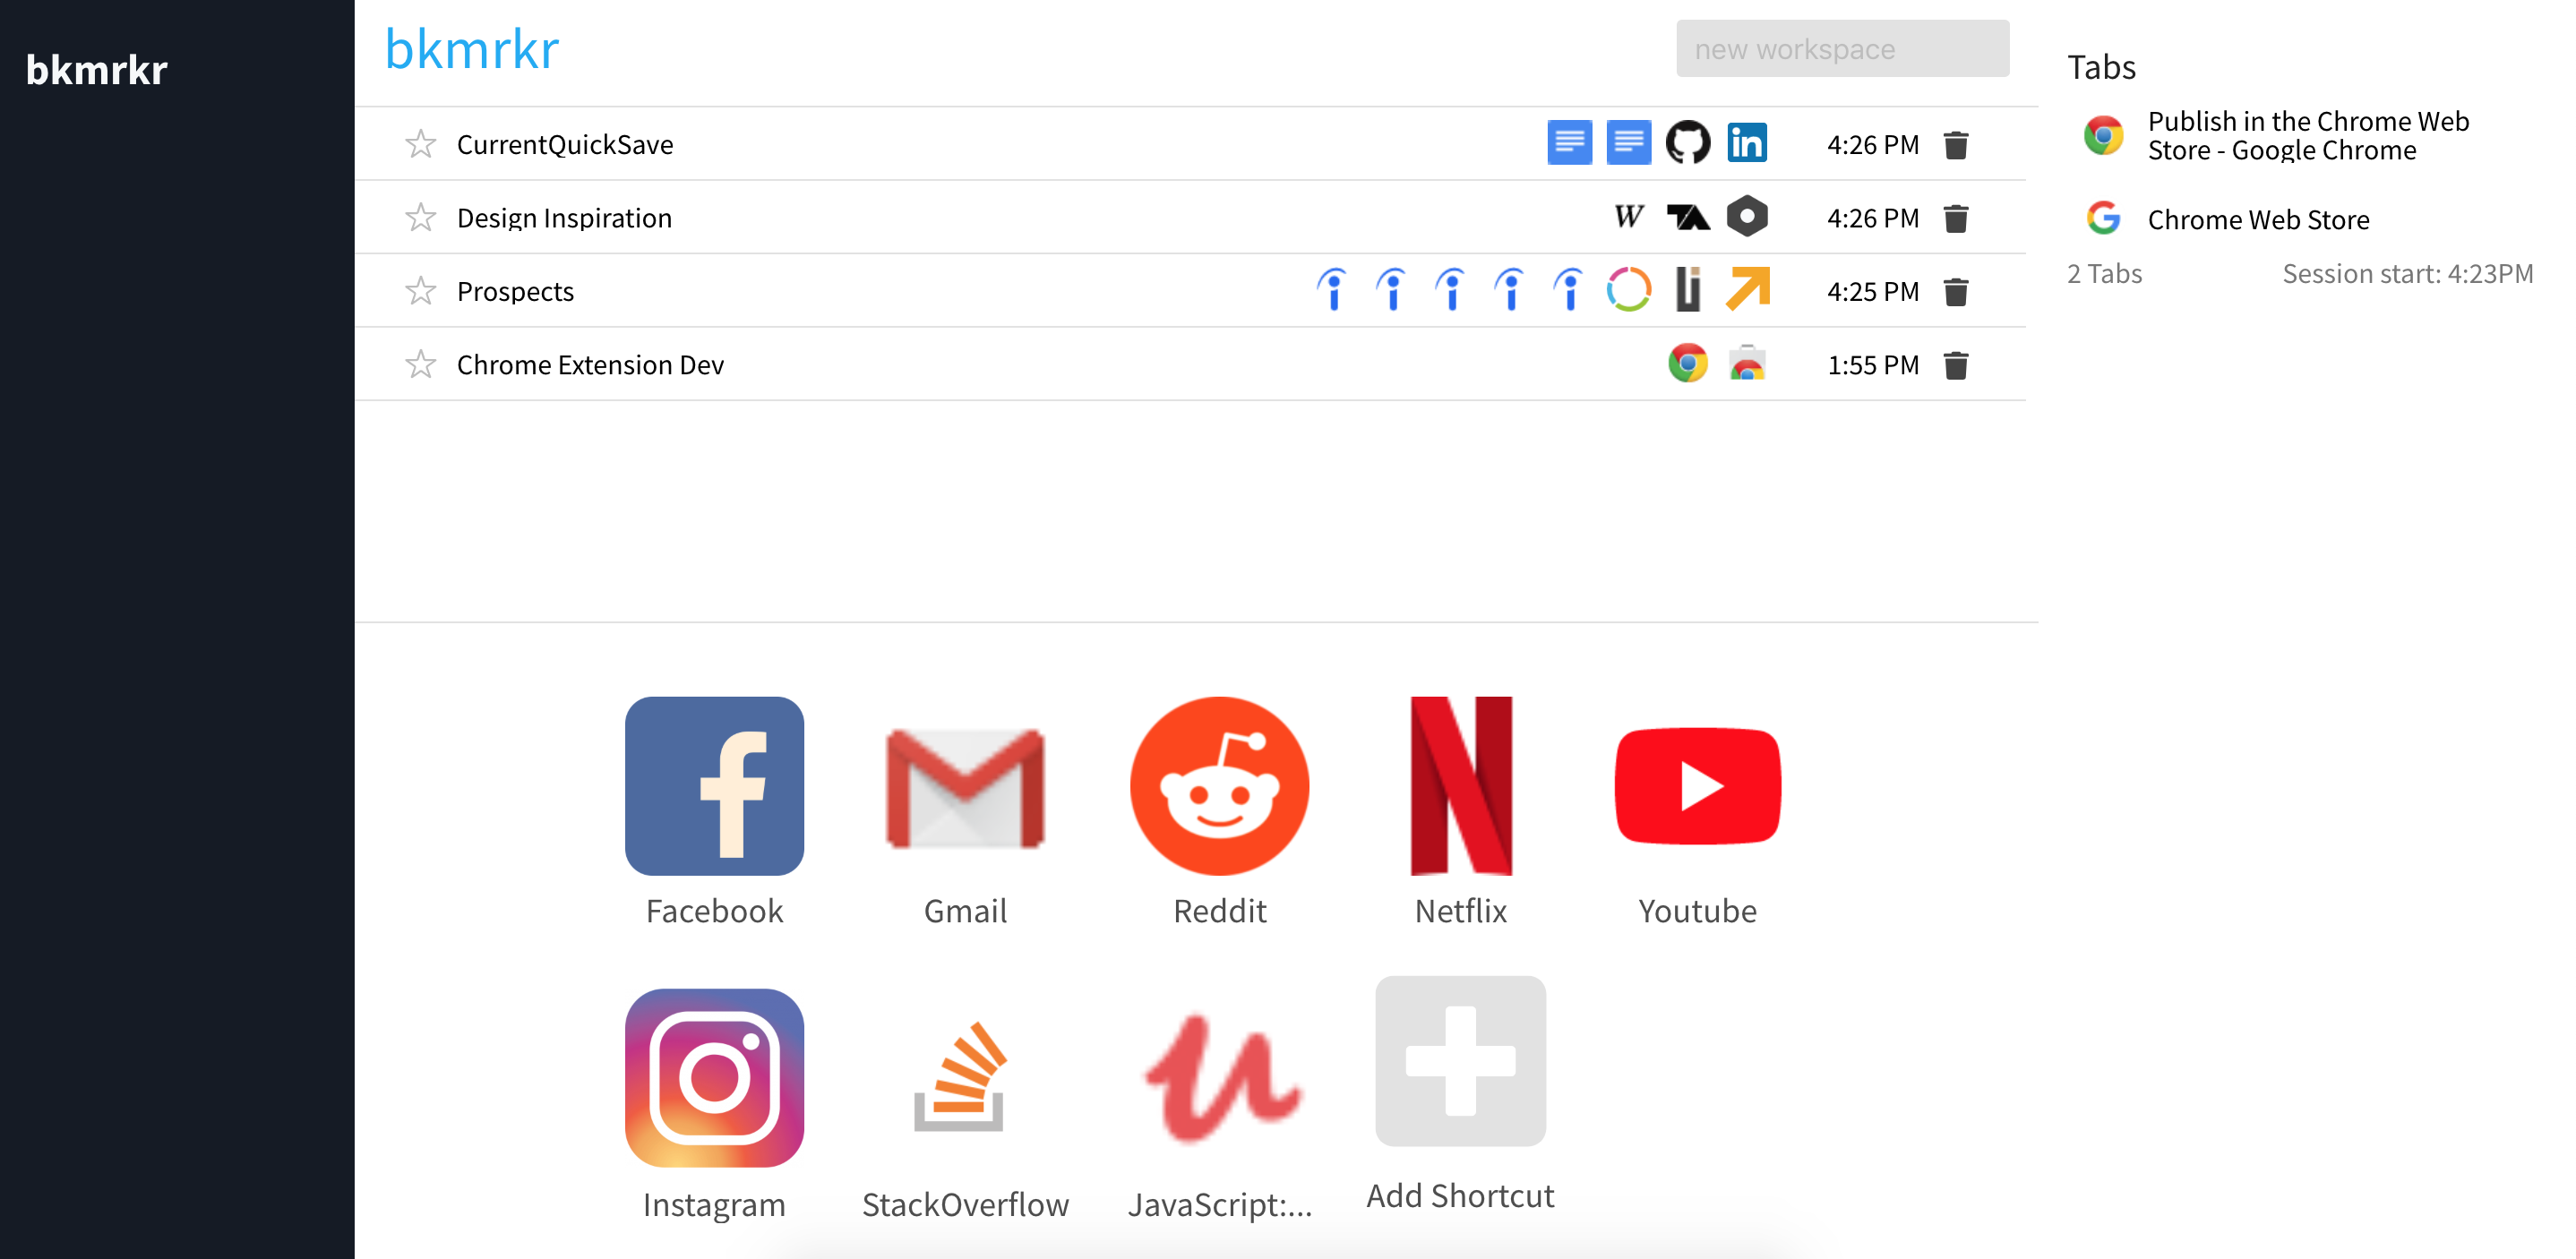 bkmrkr
bkmrkr
new workspace
CurrentQuickSave
in
4:26 PM
Design Inspiration
W
4:26 PM
Prospects
4:25 PM
Chrome Extension Dev
1:55 PM
Tabs
Publish in the Chrome Web
Store - Google Chrome
Chrome Web Store
2 Tabs
Session start: 4:23PM
Facebook
Gmail
Reddit
Netflix
Youtube
Instagram
StackOverflow
JavaScript:...
Add Shortcut